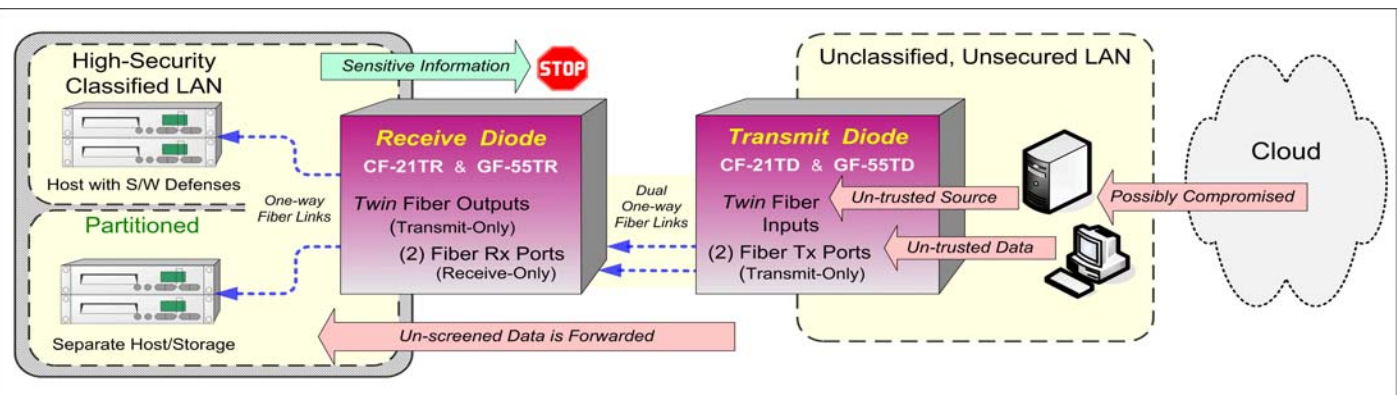 High-Security
Classified LAN
Host with S/W Defenses
Partitioned
Separate Host/Storage
Sensitive Information
STOP
One-way
Fiber Links
Receive Diode
CF-21TR & GF-55TR
Twin Fiber Outputs
(Transmit-Only)
(2) Fiber Rx Ports
(Receive-Only)
Dual
One-way
Fiber Links
Transmit Diode
CF-21TD & GF-55TD
Twin Fiber
Inputs
(2) Fiber Tx Ports
(Transmit-Only)
Unclassified, Unsecured LAN
Un-trusted Source
Un-trusted Data
Possibly Compromised
Cloud
Un-screened Data is Forwarded